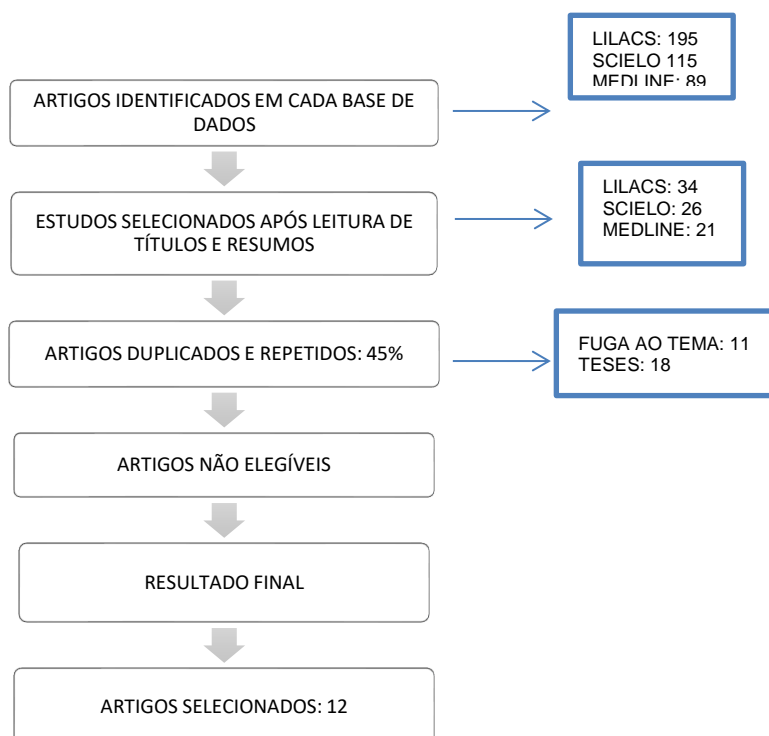 LILACS: 195
SCIELO 115
MEDLINE: 89
ARTIGOS IDENTIFICADOS EM CADA BASE DE
DADOS
LILACS: 34
SCIELO: 26
MEDLINE: 21
ESTUDOS SELECIONADOS APÓS LEITURA DE
TÍTULOS E RESUMOS
ARTIGOS DUPLICADOS E REPETIDOS: 45%
FUGA AO TEMA: 11
TESES: 18
ARTIGOS NÃO ELEGÍVEIS
RESULTADO FINAL
ARTIGOS SELECIONADOS: 12